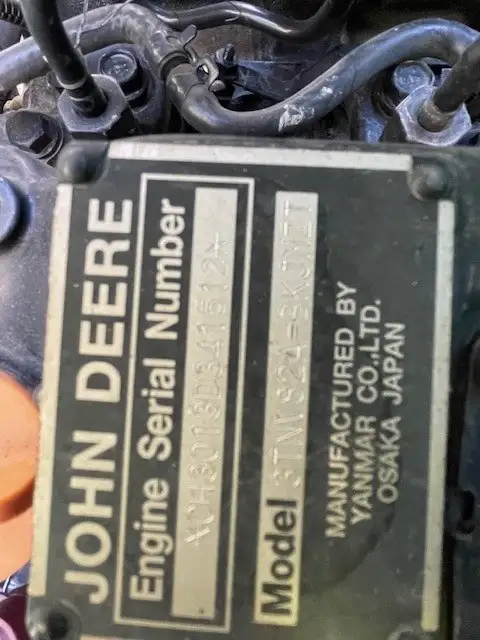 JOHN DEERE
Engine Serial Number
Model
MANUFACTURED BY
YANMAR CO.,LTD.
OSAKA JAPAN